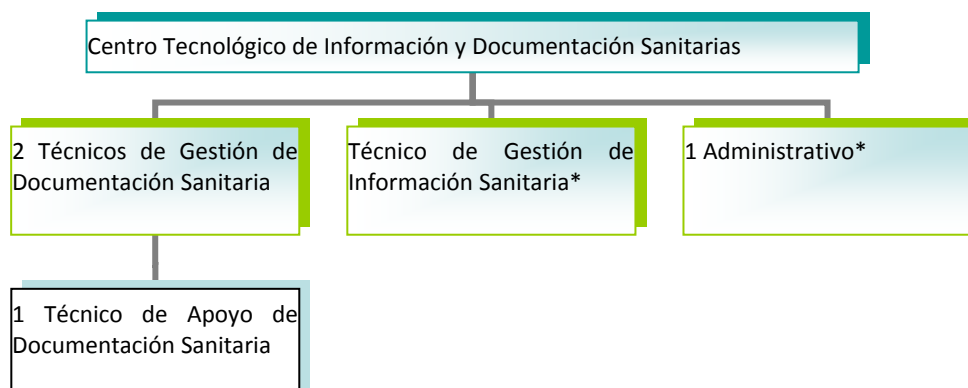 Centro Tecnológico de Información y Documentación Sanitarias
2 Técnicos de Gestión de
Documentación Sanitaria
Técnico de Gestión de
Información Sanitaria*
1 Administrativo*
1 Técnico de Apoyo de
Documentación Sanitaria